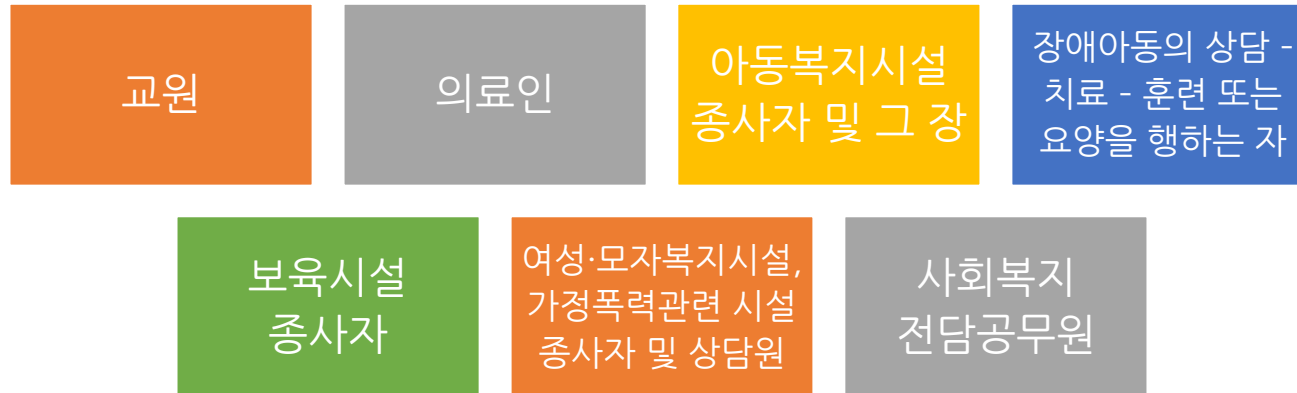 교원
의료인
아동복지시설
종사자 및 그 장
장애아동의 상담 -
치료 - 훈련 또는
요양을 행하는 자
보육시설
종사자
여성·모자복지시설,
가정폭력관련 시설
종사자 및 상담원
사회복지
전담공무원